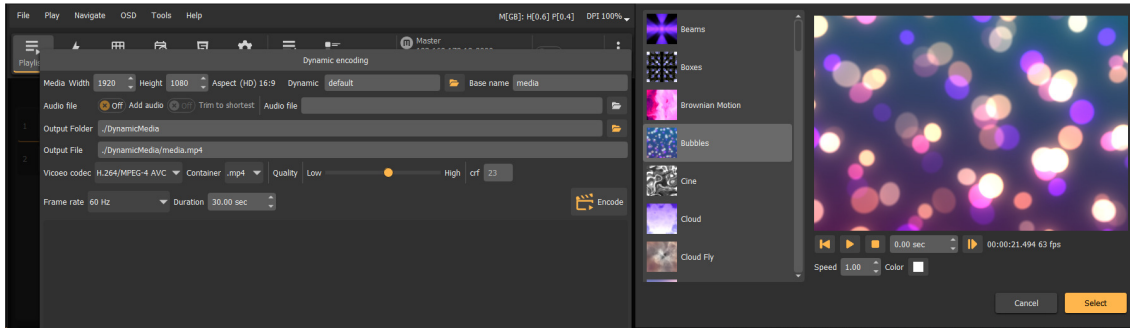 File Play Navigate OSD Tools Help M[GB]: H[0.6] P[0.4] DPI 100%
Master
Playlis
Dynamic encoding
Media Width 1920 Height 1080 Aspect (HD) 16:9 Dynamic default Base name media
Audio file Off Add audio Off Trim to shortest Audio file
1
Output Folder ./DynamicMedia
Output File ./DynamicMedia/media.mp4
2
Vicoeo codec H.264/MPEG-4 AVC Container .mp4 Quality Low High crf 23
Frame rate 60 Hz Duration 30.00 sec Encode
Beams
Boxes
Brownian Motion
Bubbles
Cine
Cloud
Cloud Fly
0.00 sec 00:00:21.494 63 fps
Speed 1.00 Color
Cancel Select